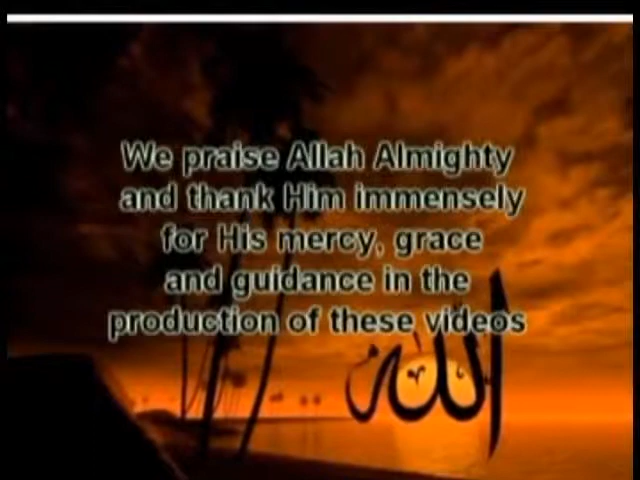 We praise Allah Almighty
and thank Him immensely
for His mercy, grace
and guidance in the
production of these videos
الله